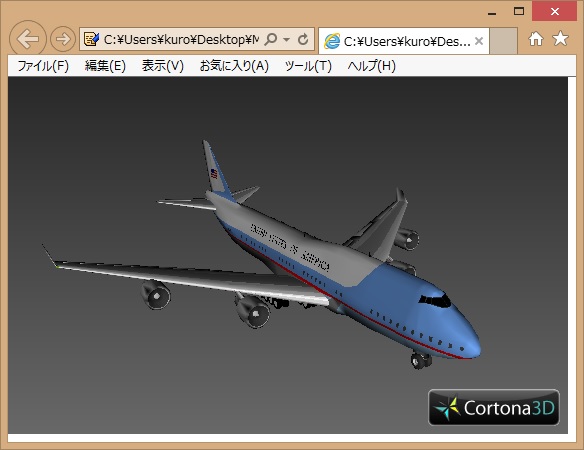 C:¥Users¥kuro¥Desktop¥M
C:¥Users¥kuro¥Des...
ファイル(F) 編集(E) 表示(V) お気に入り(A) ツール(T) ヘルプ(H)
UNITED STATES OF AMERICA
Cortona3D